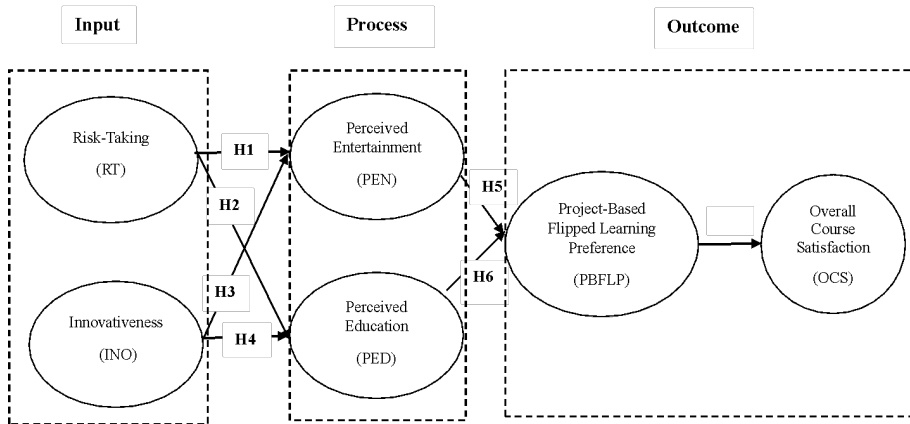 Input
Process
Outcome
Risk-Taking
(RT)
H1
H2
Perceived
Entertainment
(PEN)
H5
Project-Based
Flipped Learning
Preference
(PBFLP)
Overall
Course
Satisfaction
(OCS)
Innovativeness
(INO)
H3
H4
Perceived
Education
(PED)
H6